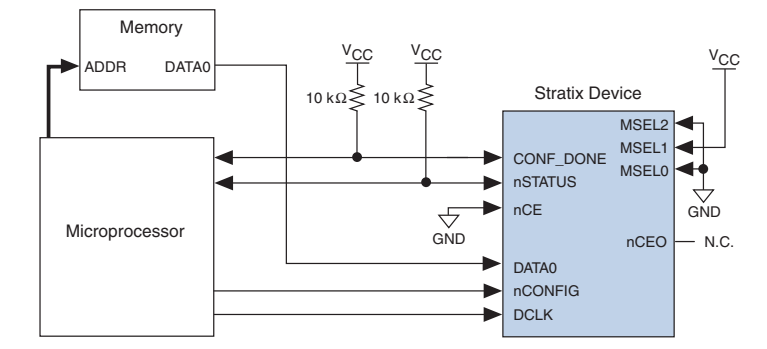 Memory
ADDR DATA0
VCC VCC VCC
10 kΩ 10 kΩ
Stratix Device
MSEL2
MSEL1
MSEL0
CONF_DONE
nSTATUS
nCE
GND GND
Microprocessor
nCEO N.C.
DATA0
nCONFIG
DCLK